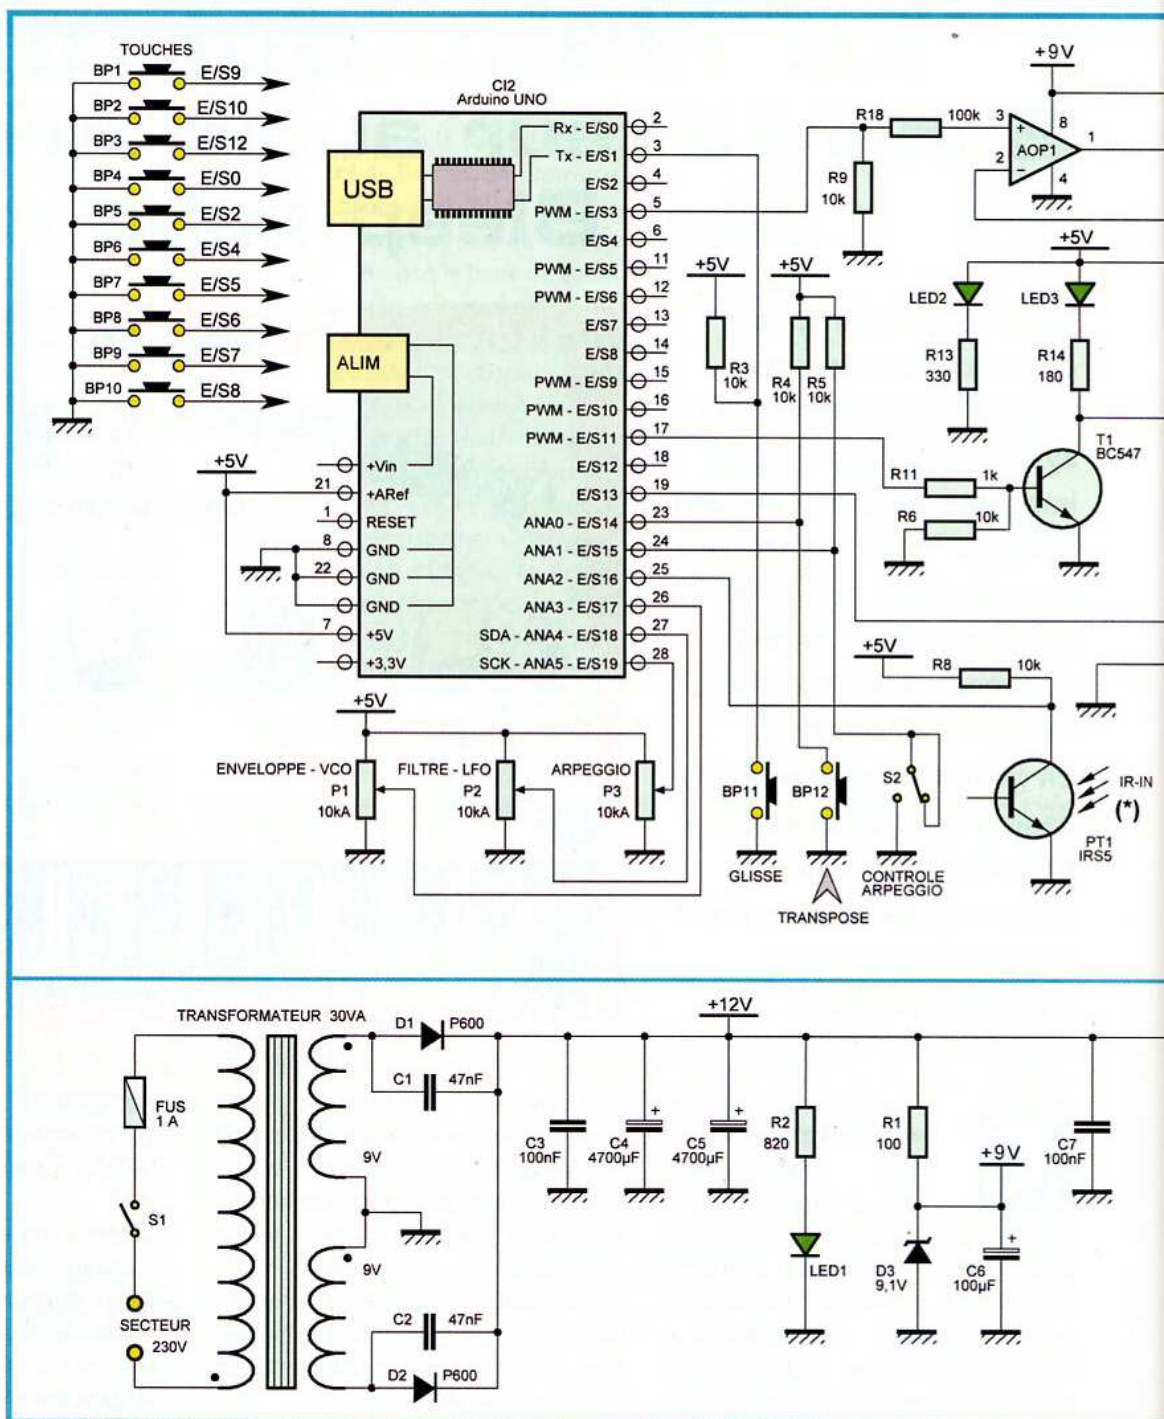 TOUCHES
BP1 E/S9
BP2 E/S10
BP3 E/S12
BP4 E/S0
BP5 E/S2
BP6 E/S4
BP7 E/S5
BP8 E/S6
BP9 E/S7
BP10 E/S8
CI2
Arduino UNO
USB
ALIM
Rx - E/S0 2
Tx - E/S1 3
E/S2 4
PWM - E/S3 5
E/S4 6
PWM - E/S5 11
PWM - E/S6 12
E/S7 13
E/S8 14
PWM - E/S9 15
PWM - E/S10 16
PWM - E/S11 17
E/S12 18
E/S13 19
ANA0 - E/S14 23
ANA1 - E/S15 24
ANA2 - E/S16 25
ANA3 - E/S17 26
SDA - ANA4 - E/S18 27
SCK - ANA5 - E/S19 28
+5V
+Vin
21 +ARef
1 RESET
8 GND
22 GND
GND
7 +5V
+3,3V
+9V
R18 100k
3 + 8 1
AOP1
2 − 4
R9
10k
+5V
R3
10k
+5V
R4
10k
R5
10k
+5V
LED2
LED3
R13
330
R14
180
T1
BC547
R11 1k
R6 10k
+5V
R8 10k
IR-IN
(*)
PT1
IRS5
+5V
ENVELOPPE - VCO
P1
10kA
FILTRE - LFO
P2
10kA
ARPEGGIO
P3
10kA
BP11
GLISSE
BP12
TRANSPOSE
S2
CONTROLE
ARPEGGIO
TRANSFORMATEUR 30VA
FUS
1 A
S1
SECTEUR
230V
9V
9V
D1 P600
C1 47nF
C2 47nF
D2 P600
+12V
C3
100nF
C4
4700µF
+
C5
4700µF
+
R2
820
LED1
R1
100
D3
9,1V
+9V
+
C6
100µF
C7
100nF